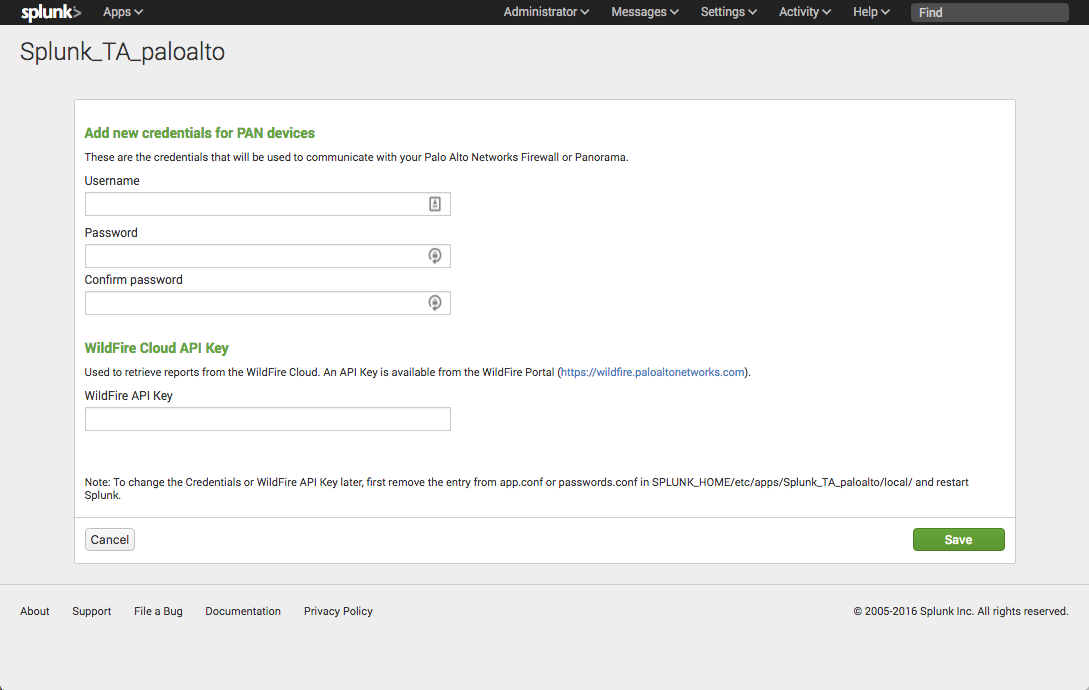 splunk> Apps Administrator Messages Settings Activity Help Find
Splunk_TA_paloalto
Add new credentials for PAN devices
These are the credentials that will be used to communicate with your Palo Alto Networks Firewall or Panorama.
Username
Password
Confirm password
WildFire Cloud API Key
Used to retrieve reports from the WildFire Cloud. An API Key is available from the WildFire Portal (https://wildfire.paloaltonetworks.com).
WildFire API Key
Note: To change the Credentials or WildFire API Key later, first remove the entry from app.conf or passwords.conf in SPLUNK_HOME/etc/apps/Splunk_TA_paloalto/local/ and restart
Splunk.
Cancel Save
About Support File a Bug Documentation Privacy Policy © 2005-2016 Splunk Inc. All rights reserved.